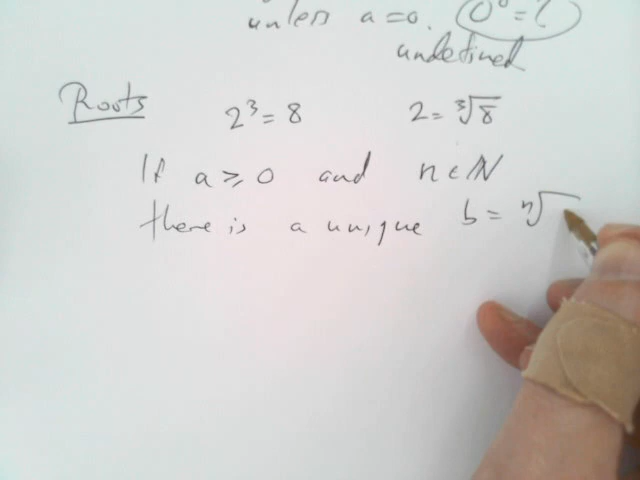 unless a=0. 0⁰=?
undefined
Roots 2³=8 2=∛8
If a⩾0 and n∈ℕ
there is a unique b= ⁿ√